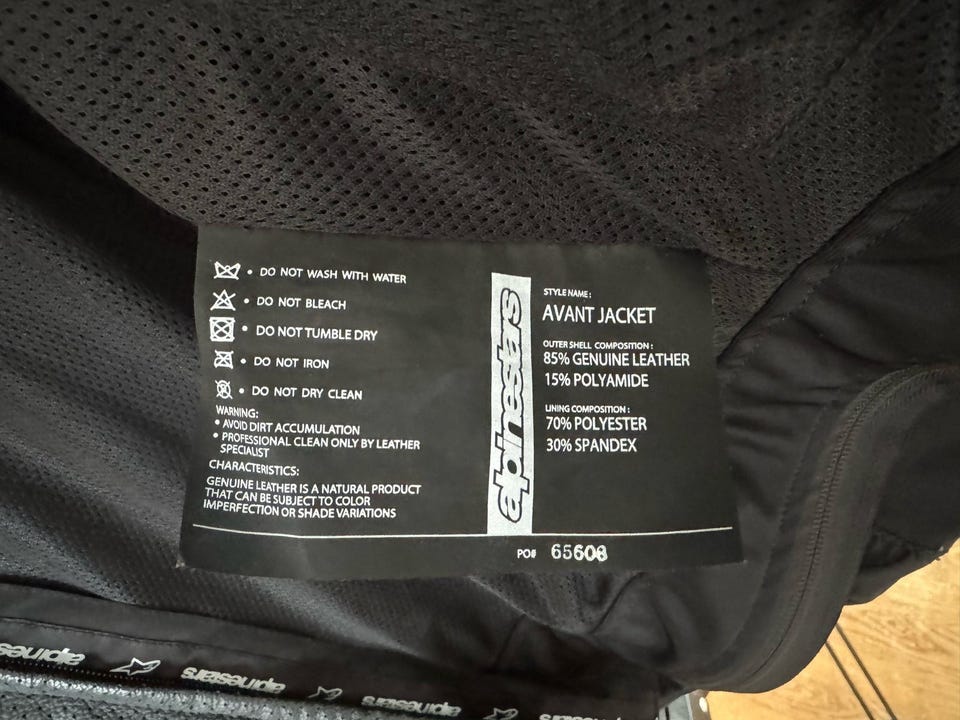 • DO NOT WASH WITH WATER
• DO NOT BLEACH
• DO NOT TUMBLE DRY
• DO NOT IRON
• DO NOT DRY CLEAN
WARNING:
• AVOID DIRT ACCUMULATION
• PROFESSIONAL CLEAN ONLY BY LEATHER
SPECIALIST
CHARACTERISTICS:
GENUINE LEATHER IS A NATURAL PRODUCT
THAT CAN BE SUBJECT TO COLOR
IMPERFECTION OR SHADE VARIATIONS
alpinestars
STYLE NAME :
AVANT JACKET
OUTER SHELL COMPOSITION :
85% GENUINE LEATHER
15% POLYAMIDE
LINING COMPOSITION :
70% POLYESTER
30% SPANDEX
PO# 65608
alpinestars alpinestars alpinestars alpinestars